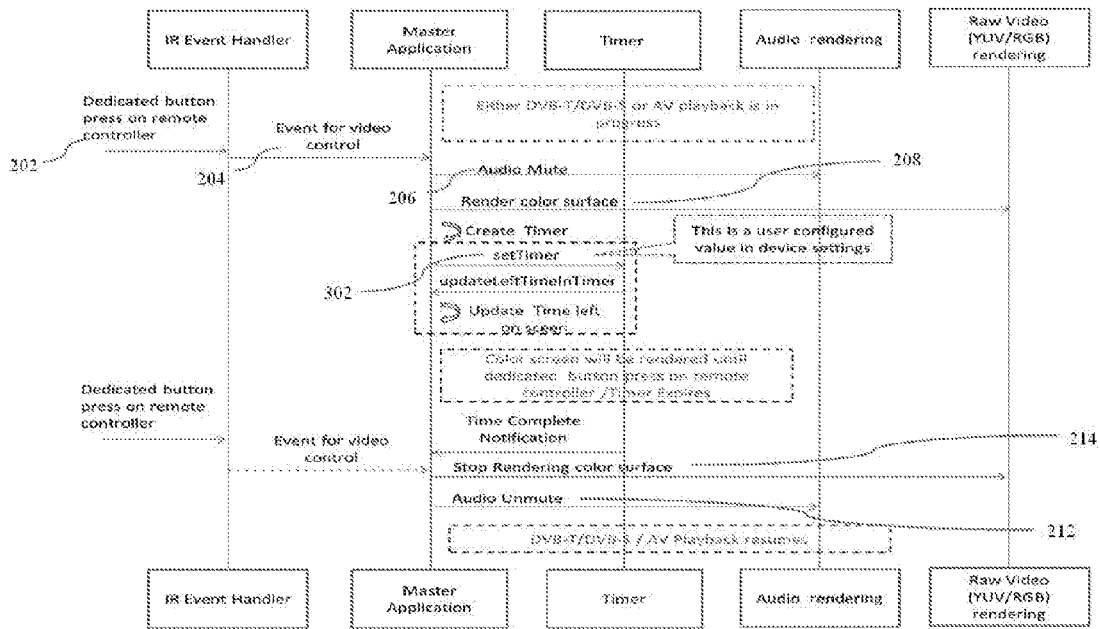 IR Event Handler
Master
Application
Timer
Audio rendering
Raw Video
(YUV/RGB)
rendering
Dedicated button
press on remote
controller
Either DVB-T/DVB-S or AV playback is in
progress
Event for video
control
202
204
206
Audio Mute
208
Render color surface
Create Timer
This is a user configured
value in device settings
setTimer
302
updateLeftTimeInTimer
Update Time left
on screen
Color screen will be rendered until
dedicated button press on remote
controller /Timer Expires
Dedicated button
press on remote
controller
Time Complete
Notification
Event for video
control
214
Stop Rendering color surface
Audio Unmute
212
DVB-T/DVB-S / AV Playback resumes
IR Event Handler
Master
Application
Timer
Audio rendering
Raw Video
(YUV/RGB)
rendering